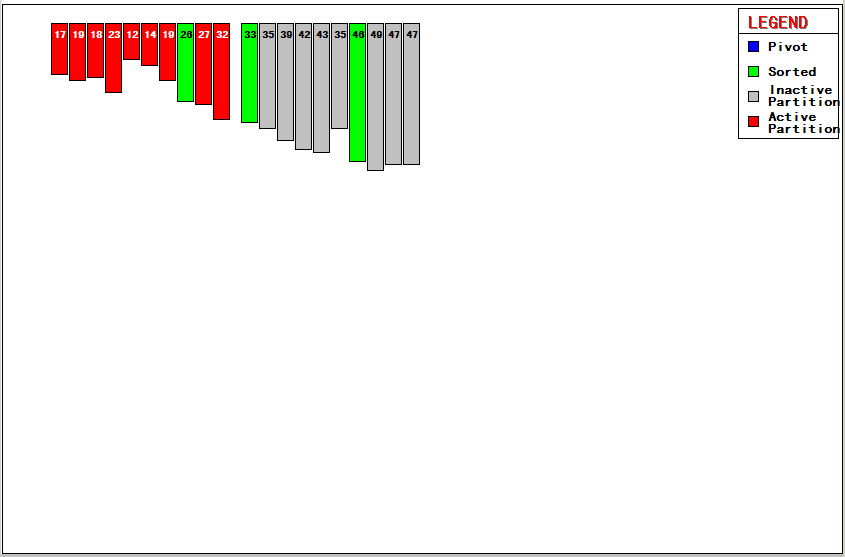 17 19 18 23 12 14 19 26 27 32 33 35 39 42 43 35 46 49 47 47
LEGEND
Pivot
Sorted
Inactive
Partition
Active
Partition